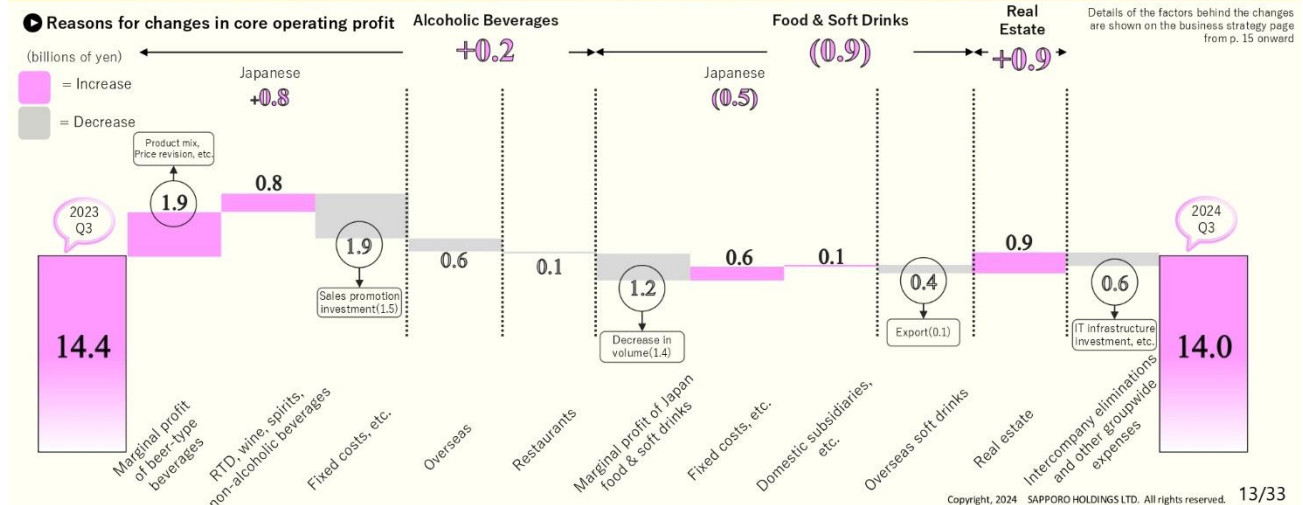 Reasons for changes in core operating profit
Alcoholic Beverages
+0.2
Food & Soft Drinks
(0.9)
Real
Estate
+0.9
Details of the factors behind the changes
are shown on the business strategy page
from p. 15 onward
(billions of yen)
= Increase
= Decrease
Japanese
+0.8
Japanese
(0.5)
2023
Q3
14.4
Product mix,
Price revision, etc.
1.9
0.8
1.9
Sales promotion
investment(1.5)
0.6
0.1
1.2
Decrease in
volume(1.4)
0.6
0.1
0.4
Export(0.1)
0.9
0.6
IT infrastructure
investment, etc.
2024
Q3
14.0
Marginal profit
of beer-type
beverages
RTD, wine, spirits,
non-alcoholic beverages
Fixed costs, etc.
Overseas
Restaurants
Marginal profit of Japan
food & soft drinks
Fixed costs, etc.
Domestic subsidiaries,
etc.
Overseas soft drinks
Real estate
Intercompany eliminations
and other groupwide
expenses
Copyright, 2024 SAPPORO HOLDINGS LTD. All rights reserved.
13/33